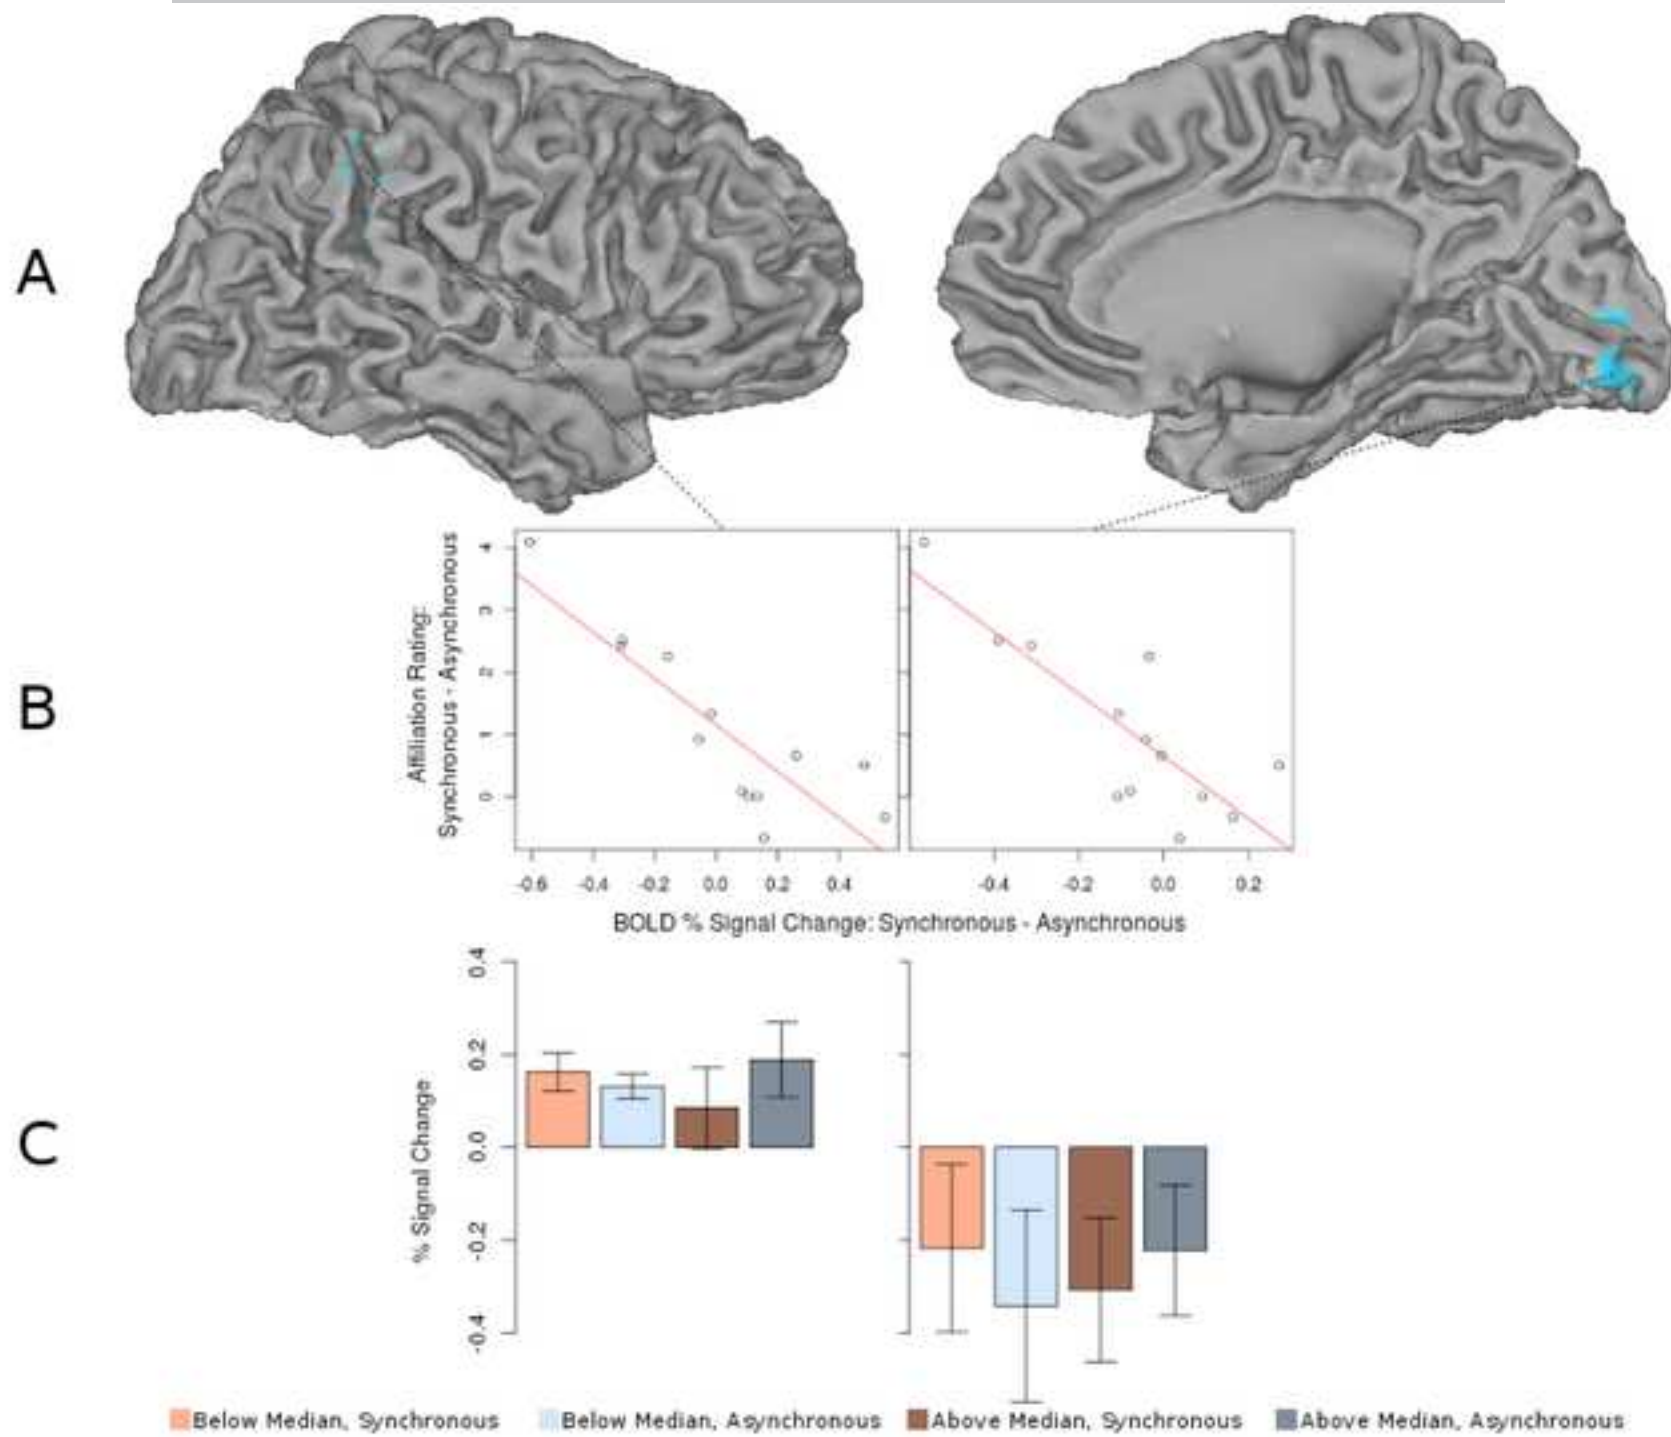 A
B
Affiliation Rating:
Synchronous - Asynchronous
4
3
2
1
0
-0.6 -0.4 -0.2 0.0 0.2 0.4
-0.4 -0.2 0.0 0.2
BOLD % Signal Change: Synchronous - Asynchronous
C
% Signal Change
0.4
0.2
0.0
-0.2
-0.4
Below Median, Synchronous Below Median, Asynchronous Above Median, Synchronous Above Median, Asynchronous